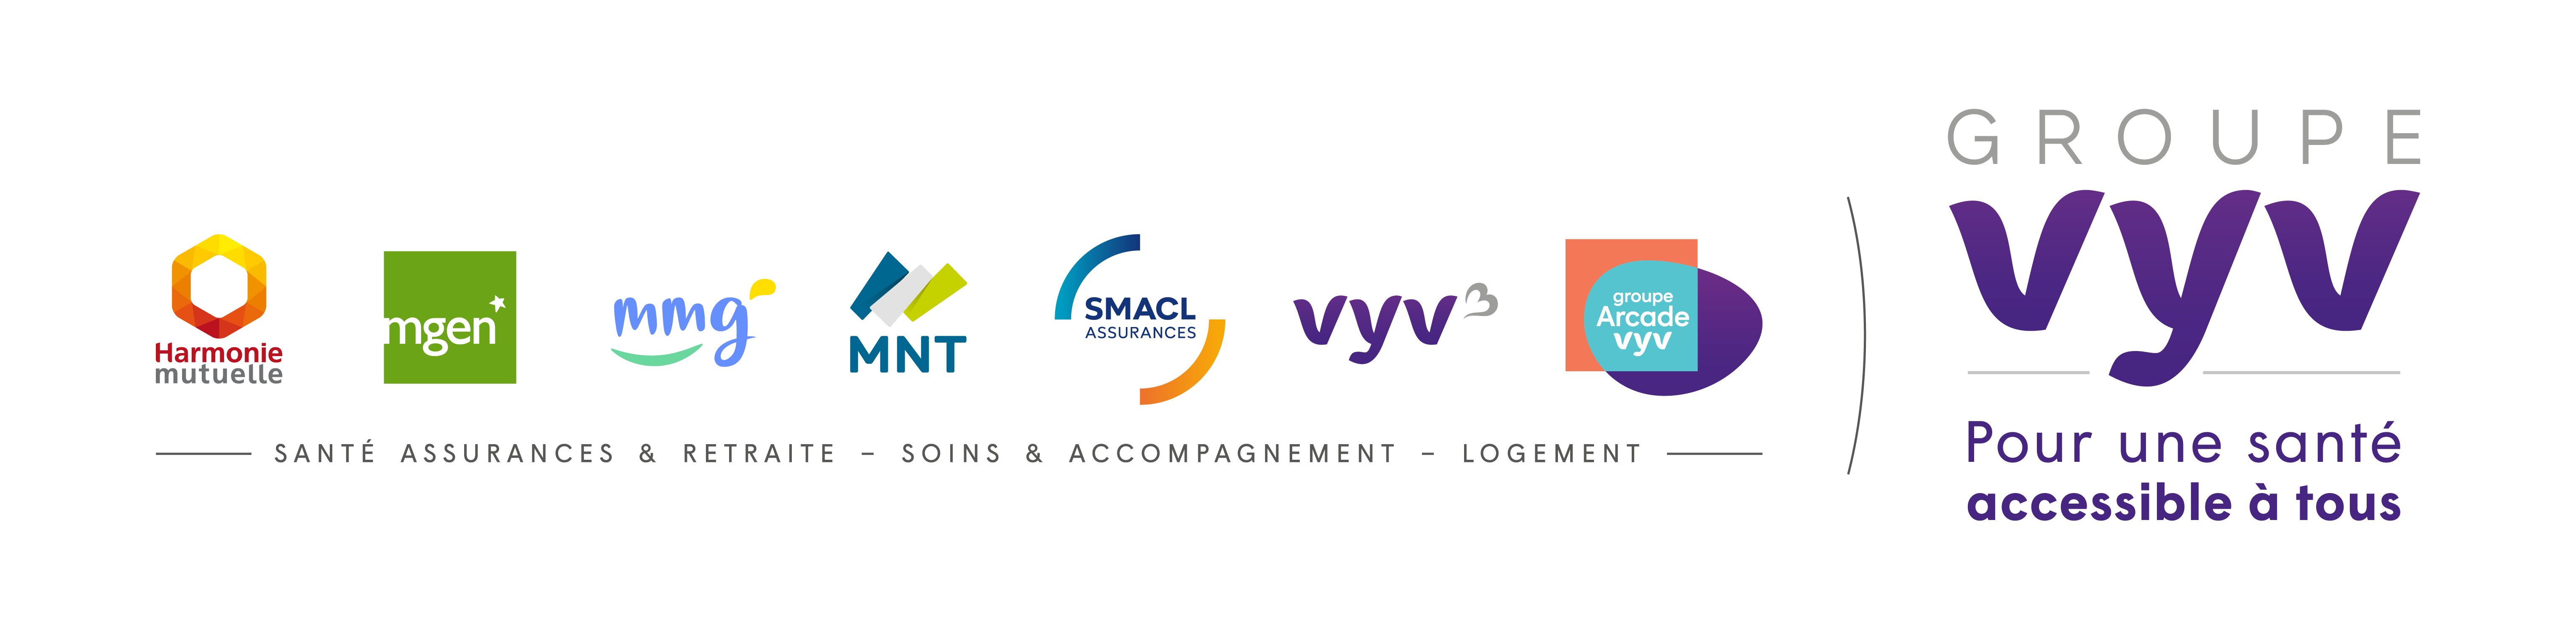 Harmonie
mutuelle
mgen
mmg
MNT
SMACL
ASSURANCES
vyv3
groupe
Arcade
vyv
SANTÉ ASSURANCES & RETRAITE – SOINS & ACCOMPAGNEMENT – LOGEMENT
GROUPE
vyv
Pour une santé
accessible à tous